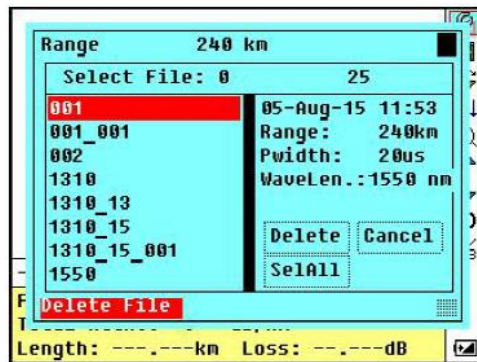 Range 240 km
Select File: 0 25
001
001_001
002
1310
1310_13
1310_15
1310_15_001
1550
05-Aug-15 11:53
Range: 240km
Pwidth: 20us
WaveLen.:1550 nm
Delete Cancel
SelAll
Delete File
Length: ---.---km Loss: --.---dB